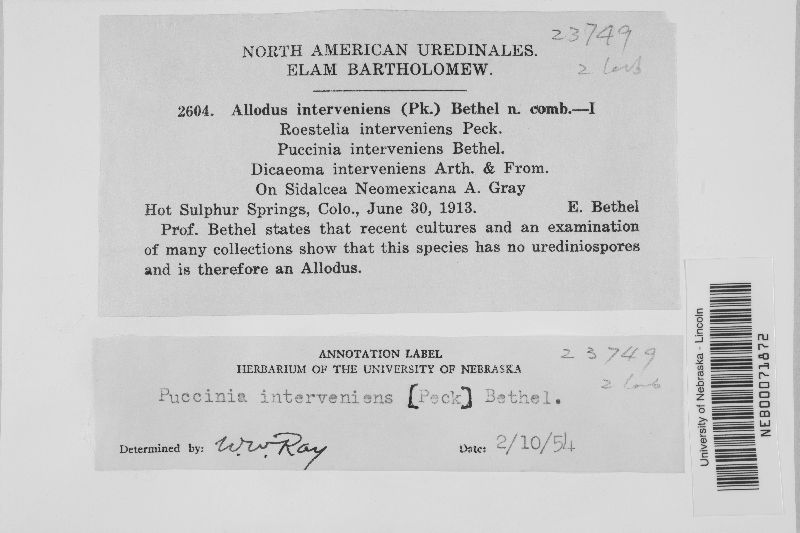 23749
NORTH AMERICAN UREDINALES.
2
ELAM BARTHOLOMEW.
2604. Allodus interveniens (Pk.) Bethel n. comb.—I
Roestelia interveniens Peck.
Puccinia interveniens Bethel.
Dicaeoma interveniens Arth. & From.
On Sidalcea Neomexicana A. Gray
Hot Sulphur Springs, Colo., June 30, 1913. E. Bethel
Prof. Bethel states that recent cultures and an examination
of many collections show that this species has no urediniospores
and is therefore an Allodus.
ANNOTATION LABEL
23749
HERBARIUM OF THE UNIVERSITY OF NEBRASKA
2
Puccinia interveniens [Peck] Bethel.
Determined by: W.W. Ray Date: 2/10/54
University of Nebraska - Lincoln
NEB00071872